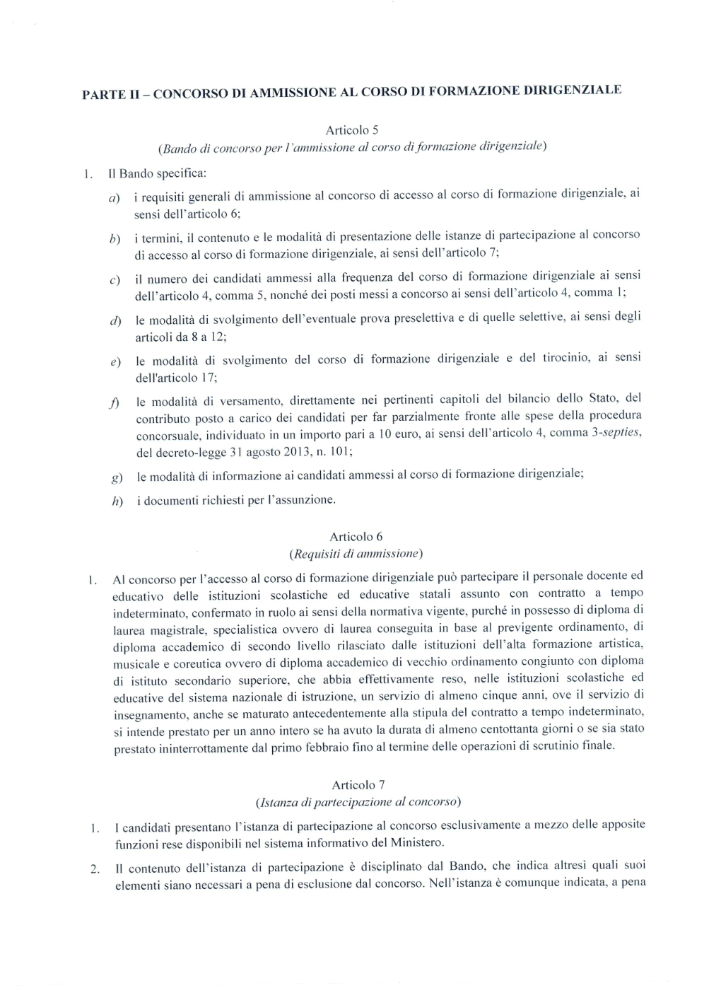 PARTE II – CONCORSO DI AMMISSIONE AL CORSO DI FORMAZIONE DIRIGENZIALE
Articolo 5
(Bando di concorso per l'ammissione al corso di formazione dirigenziale)
1. Il Bando specifica:
a) i requisiti generali di ammissione al concorso di accesso al corso di formazione dirigenziale, ai
sensi dell'articolo 6;
b) i termini, il contenuto e le modalità di presentazione delle istanze di partecipazione al concorso
di accesso al corso di formazione dirigenziale, ai sensi dell'articolo 7;
c) il numero dei candidati ammessi alla frequenza del corso di formazione dirigenziale ai sensi
dell'articolo 4, comma 5, nonché dei posti messi a concorso ai sensi dell'articolo 4, comma 1;
d) le modalità di svolgimento dell'eventuale prova preselettiva e di quelle selettive, ai sensi degli
articoli da 8 a 12;
e) le modalità di svolgimento del corso di formazione dirigenziale e del tirocinio, ai sensi
dell'articolo 17;
f) le modalità di versamento, direttamente nei pertinenti capitoli del bilancio dello Stato, del
contributo posto a carico dei candidati per far parzialmente fronte alle spese della procedura
concorsuale, individuato in un importo pari a 10 euro, ai sensi dell'articolo 4, comma 3-septies,
del decreto-legge 31 agosto 2013, n. 101;
g) le modalità di informazione ai candidati ammessi al corso di formazione dirigenziale;
h) i documenti richiesti per l'assunzione.
Articolo 6
(Requisiti di ammissione)
1. Al concorso per l'accesso al corso di formazione dirigenziale può partecipare il personale docente ed
educativo delle istituzioni scolastiche ed educative statali assunto con contratto a tempo
indeterminato, confermato in ruolo ai sensi della normativa vigente, purché in possesso di diploma di
laurea magistrale, specialistica ovvero di laurea conseguita in base al previgente ordinamento, di
diploma accademico di secondo livello rilasciato dalle istituzioni dell'alta formazione artistica,
musicale e coreutica ovvero di diploma accademico di vecchio ordinamento congiunto con diploma
di istituto secondario superiore, che abbia effettivamente reso, nelle istituzioni scolastiche ed
educative del sistema nazionale di istruzione, un servizio di almeno cinque anni, ove il servizio di
insegnamento, anche se maturato antecedentemente alla stipula del contratto a tempo indeterminato,
si intende prestato per un anno intero se ha avuto la durata di almeno centottanta giorni o se sia stato
prestato ininterrottamente dal primo febbraio fino al termine delle operazioni di scrutinio finale.
Articolo 7
(Istanza di partecipazione al concorso)
1. I candidati presentano l'istanza di partecipazione al concorso esclusivamente a mezzo delle apposite
funzioni rese disponibili nel sistema informativo del Ministero.
2. Il contenuto dell'istanza di partecipazione è disciplinato dal Bando, che indica altresì quali suoi
elementi siano necessari a pena di esclusione dal concorso. Nell'istanza è comunque indicata, a pena